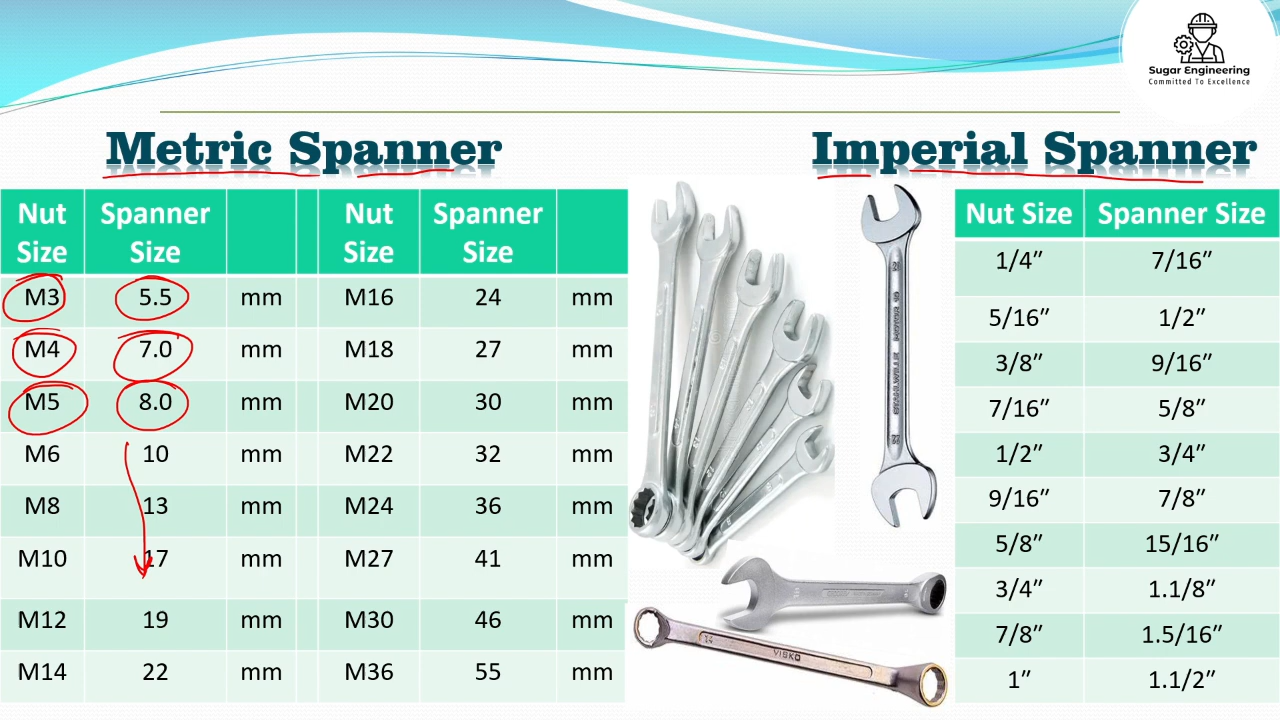 Sugar Engineering
Committed To Excellence
Metric Spanner
Imperial Spanner
Nut Size Spanner Size Nut Size Spanner Size
M3 5.5 mm M16 24 mm
M4 7.0 mm M18 27 mm
M5 8.0 mm M20 30 mm
M6 10 mm M22 32 mm
M8 13 mm M24 36 mm
M10 17 mm M27 41 mm
M12 19 mm M30 46 mm
M14 22 mm M36 55 mm
Nut Size Spanner Size
1/4” 7/16”
5/16” 1/2”
3/8” 9/16”
7/16” 5/8”
1/2” 3/4”
9/16” 7/8”
5/8” 15/16”
3/4” 1.1/8”
7/8” 1.5/16”
1” 1.1/2”
STAHLWILLE MOTOR 10
VISKO